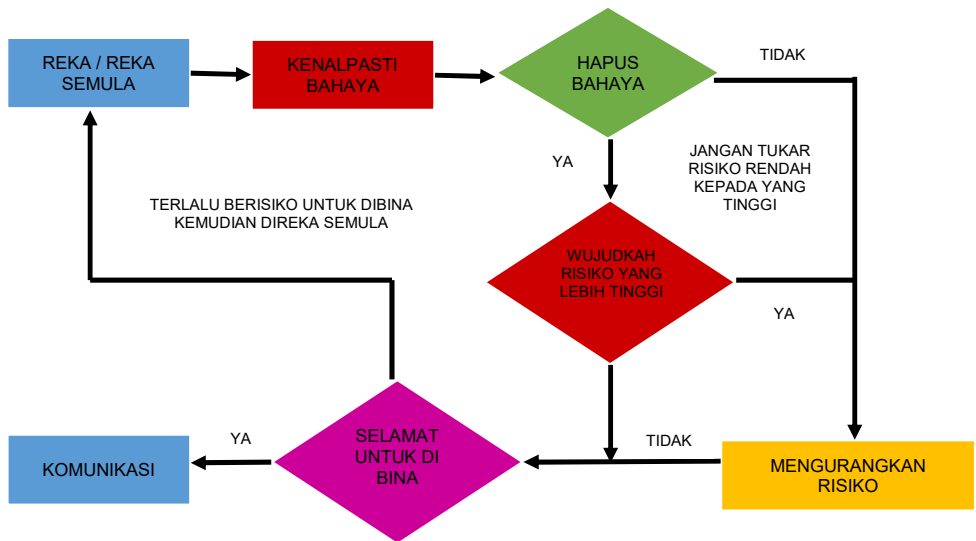 REKA / REKA
SEMULA
KENALPASTI
BAHAYA
HAPUS
BAHAYA
TIDAK
YA
JANGAN TUKAR
RISIKO RENDAH
KEPADA YANG
TINGGI
TERLALU BERISIKO UNTUK DIBINA
KEMUDIAN DIREKA SEMULA
WUJUDKAH
RISIKO YANG
LEBIH TINGGI
YA
SELAMAT
UNTUK DI
BINA
YA
TIDAK
KOMUNIKASI
MENGURANGKAN
RISIKO